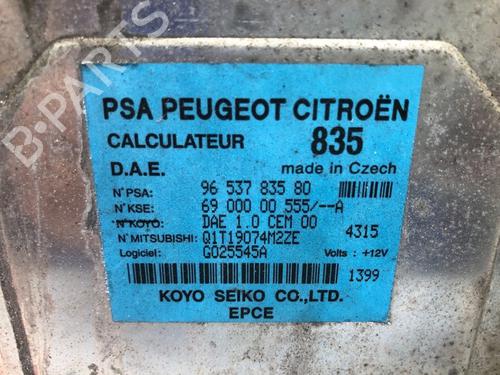 B-PARTS
PSA PEUGEOT CITROËN
CALCULATEUR 835
D.A.E. made in Czech
N°PSA: 96 537 835 80
N°KSE: 69 000 00 555/--A
N°KOYO: DAE 1.0 CEM 00
N°MITSUBISHI: Q1T19074M2ZE 4315
Logiciel: G025545A Volts : +12V
1399
KOYO SEIKO CO.,LTD.
EPCE